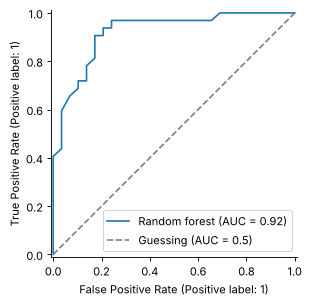 True Positive Rate (Positive label: 1)
1.0
0.8
0.6
0.4
0.2
0.0
Random forest (AUC = 0.92)
Guessing (AUC = 0.5)
0.0 0.2 0.4 0.6 0.8 1.0
False Positive Rate (Positive label: 1)